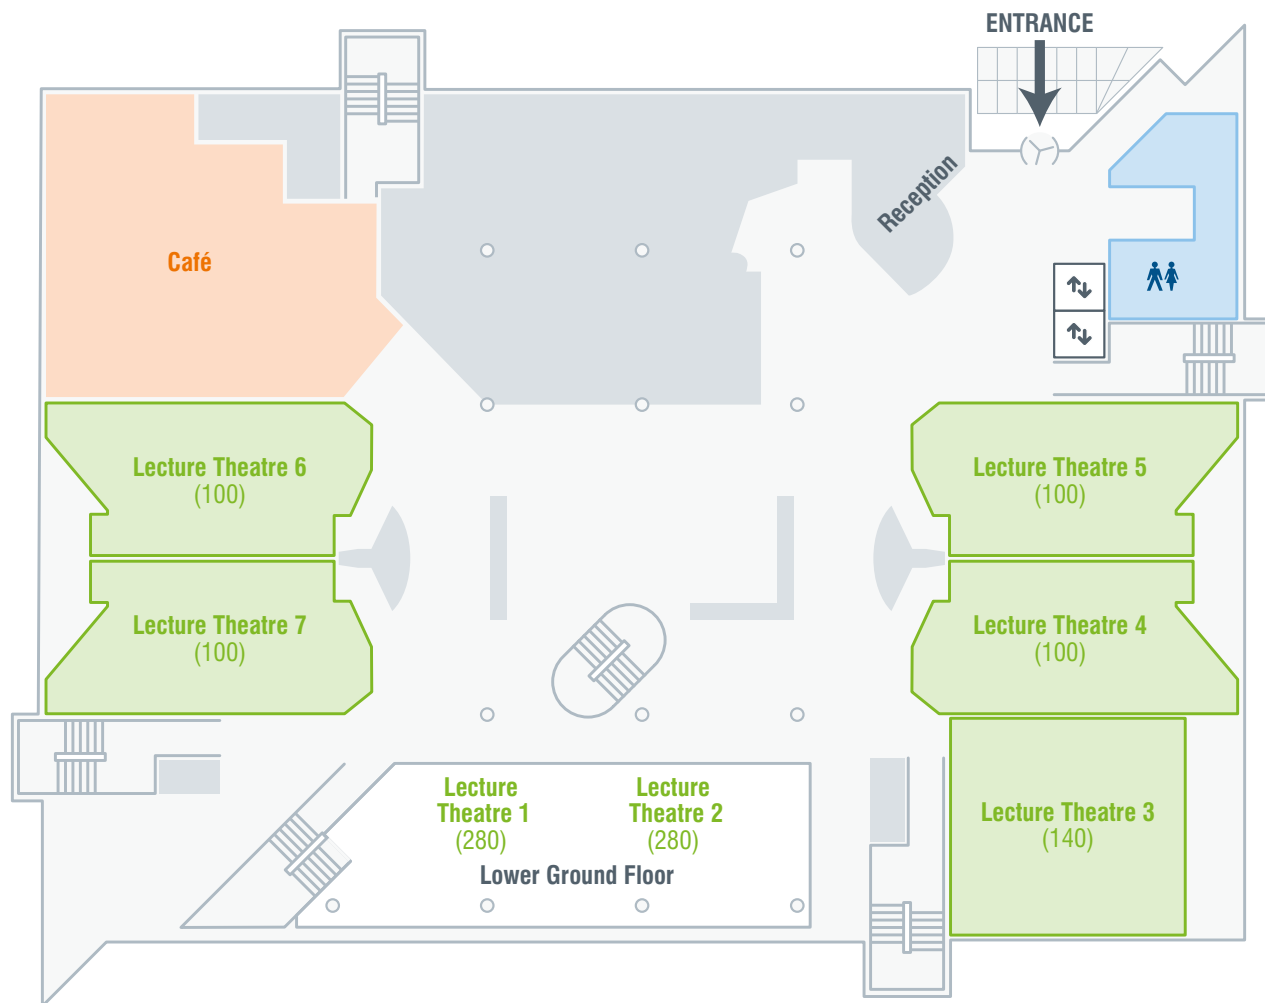 ENTRANCE
Reception
Café
Lecture Theatre 6
(100)
Lecture Theatre 5
(100)
Lecture Theatre 7
(100)
Lecture Theatre 4
(100)
Lecture
Theatre 1
(280)
Lecture
Theatre 2
(280)
Lower Ground Floor
Lecture Theatre 3
(140)